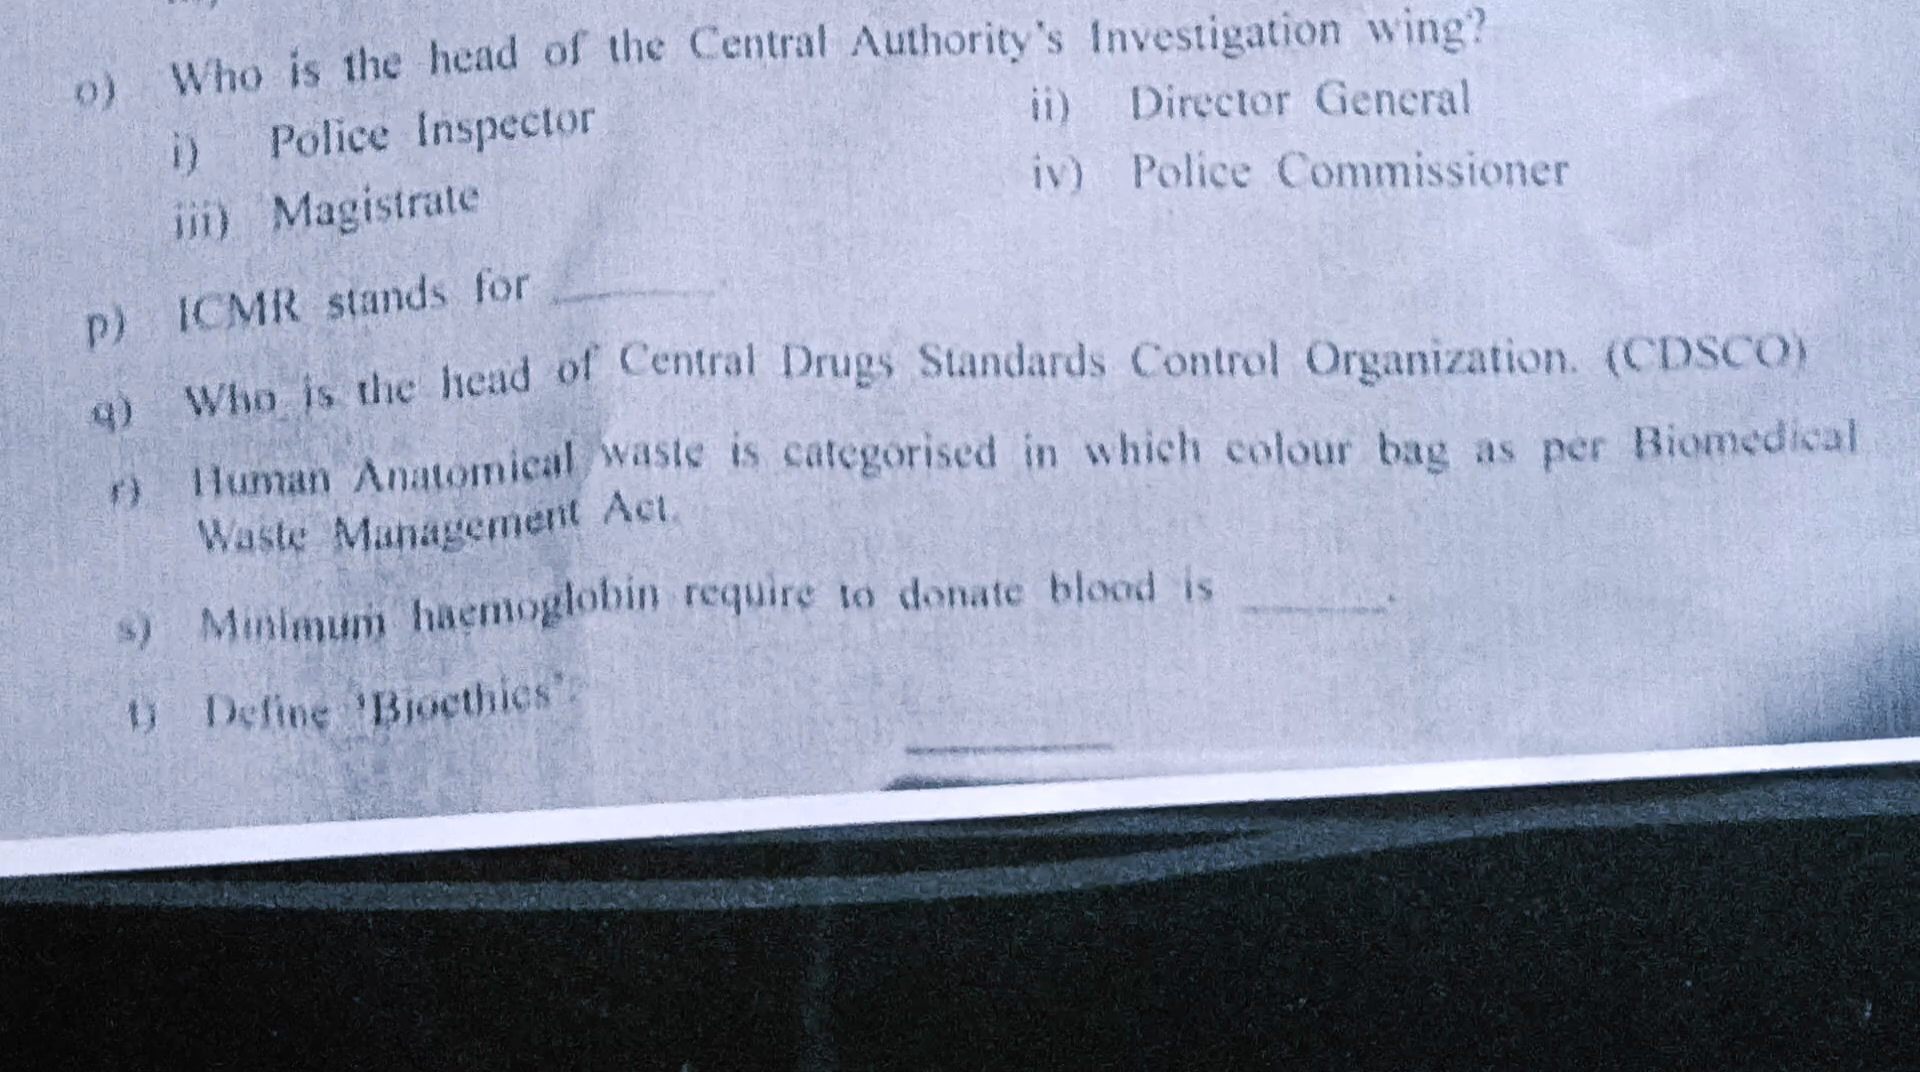 o) Who is the head of the Central Authority's Investigation wing?
i) Police Inspector ii) Director General
iii) Magistrate iv) Police Commissioner
p) ICMR stands for ______
q) Who is the head of Central Drugs Standards Control Organization. (CDSCO)
r) Human Anatomical waste is categorised in which colour bag as per Biomedical
Waste Management Act.
s) Minimum haemoglobin require to donate blood is ______.
t) Define 'Bioethics'.